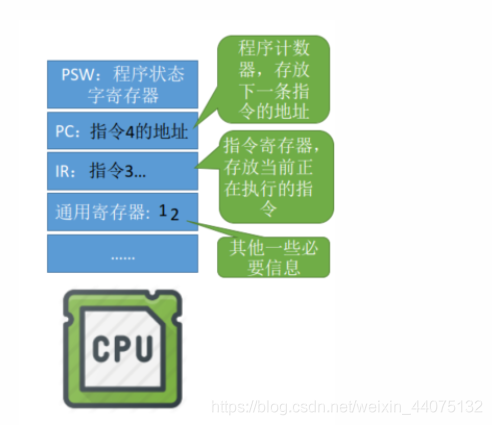 PSW：程序状态
字寄存器
PC：指令4的地址
IR：指令3...
通用寄存器: 12
......
程序计数
器，存放
下一条指
令的地址
指令寄存器，
存放当前正
在执行的指
令
其他一些必
要信息
CPU
https://blog.csdn.net/weixin_44075132